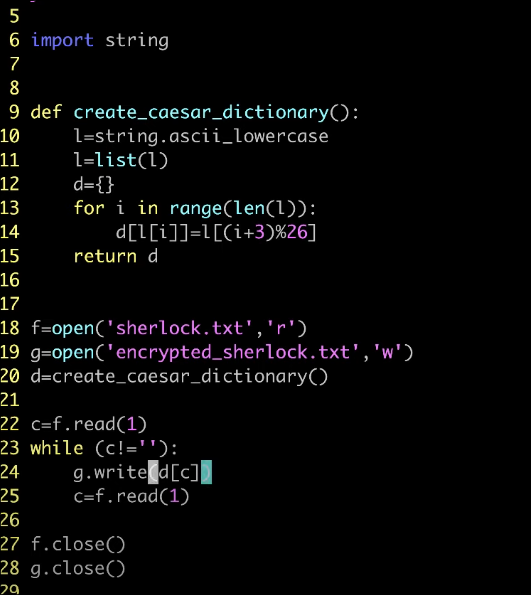 5
6 import string
7
8
9 def create_caesar_dictionary():
10     l=string.ascii_lowercase
11     l=list(l)
12     d={}
13     for i in range(len(l)):
14         d[l[i]]=l[(i+3)%26]
15     return d
16
17
18 f=open('sherlock.txt','r')
19 g=open('encrypted_sherlock.txt','w')
20 d=create_caesar_dictionary()
21
22 c=f.read(1)
23 while (c!=''):
24     g.write(d[c])
25     c=f.read(1)
26
27 f.close()
28 g.close()
29